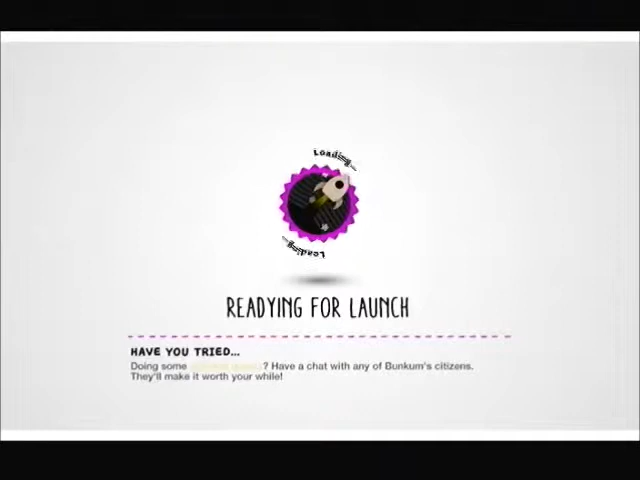 Loading...
Loading...
READYING FOR LAUNCH
HAVE YOU TRIED...
Doing some ? Have a chat with any of Bunkum's citizens.
They'll make it worth your while!